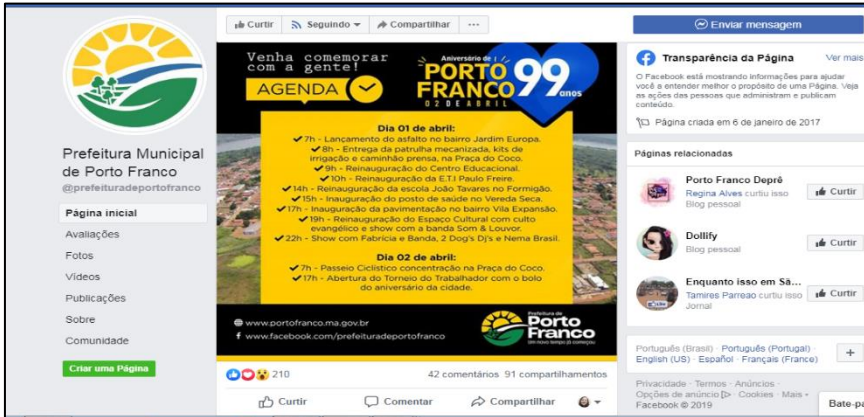 Curtir Seguindo Compartilhar ...
Enviar mensagem
Prefeitura Municipal
de Porto Franco
@prefeituradeportofranco
Página inicial
Avaliações
Fotos
Vídeos
Publicações
Sobre
Comunidade
Criar uma Página
Venha comemorar
com a gente!
AGENDA
Aniversário de
PORTO
FRANCO
99
anos
02 DE ABRIL
Dia 01 de abril:
7h - Lançamento do asfalto no bairro Jardim Europa.
8h - Entrega da patrulha mecanizada, kits de
irrigação e caminhão prensa, na Praça do Coco.
9h - Reinauguração do Centro Educacional.
10h - Reinauguração da E.T.I Paulo Freire.
14h - Reinauguração da escola João Tavares no Formigão.
15h - Inauguração do posto de saúde no Vereda Seca.
17h - Inauguração da pavimentação no bairro Vila Expansão.
19h - Reinauguração do Espaço Cultural com culto
evangélico e show com a banda Som & Louvor.
22h - Show com Fabrícia e Banda, 2 Dog's Dj's e Nema Brasil.
Dia 02 de abril:
7h - Passeio Ciclístico concentração na Praça do Coco.
17h - Abertura do Torneio do Trabalhador com o bolo
do aniversário da cidade.
www.portofranco.ma.gov.br
www.facebook.com/prefeituradeportofranco
Prefeitura de
Porto
Franco
Um novo tempo já começou
210
42 comentários 91 compartilhamentos
Curtir Comentar Compartilhar
Transparência da Página Ver mais
O Facebook está mostrando informações para ajudar
você a entender melhor o propósito de uma Página. Veja
as ações das pessoas que administram e publicam
conteúdo.
Página criada em 6 de janeiro de 2017
Páginas relacionadas
Porto Franco Deprê
Regina Alves curtiu isso
Blog pessoal
Curtir
Dollify
Blog pessoal
Curtir
Enquanto isso em Sã...
Tamires Parreao curtiu isso
Jornal
Curtir
Português (Brasil) · Português (Portugal) ·
English (US) · Español · Français (France)
Privacidade · Termos · Anúncios ·
Opções de anúncio · Cookies · Mais
Facebook © 2019
Bate-pa